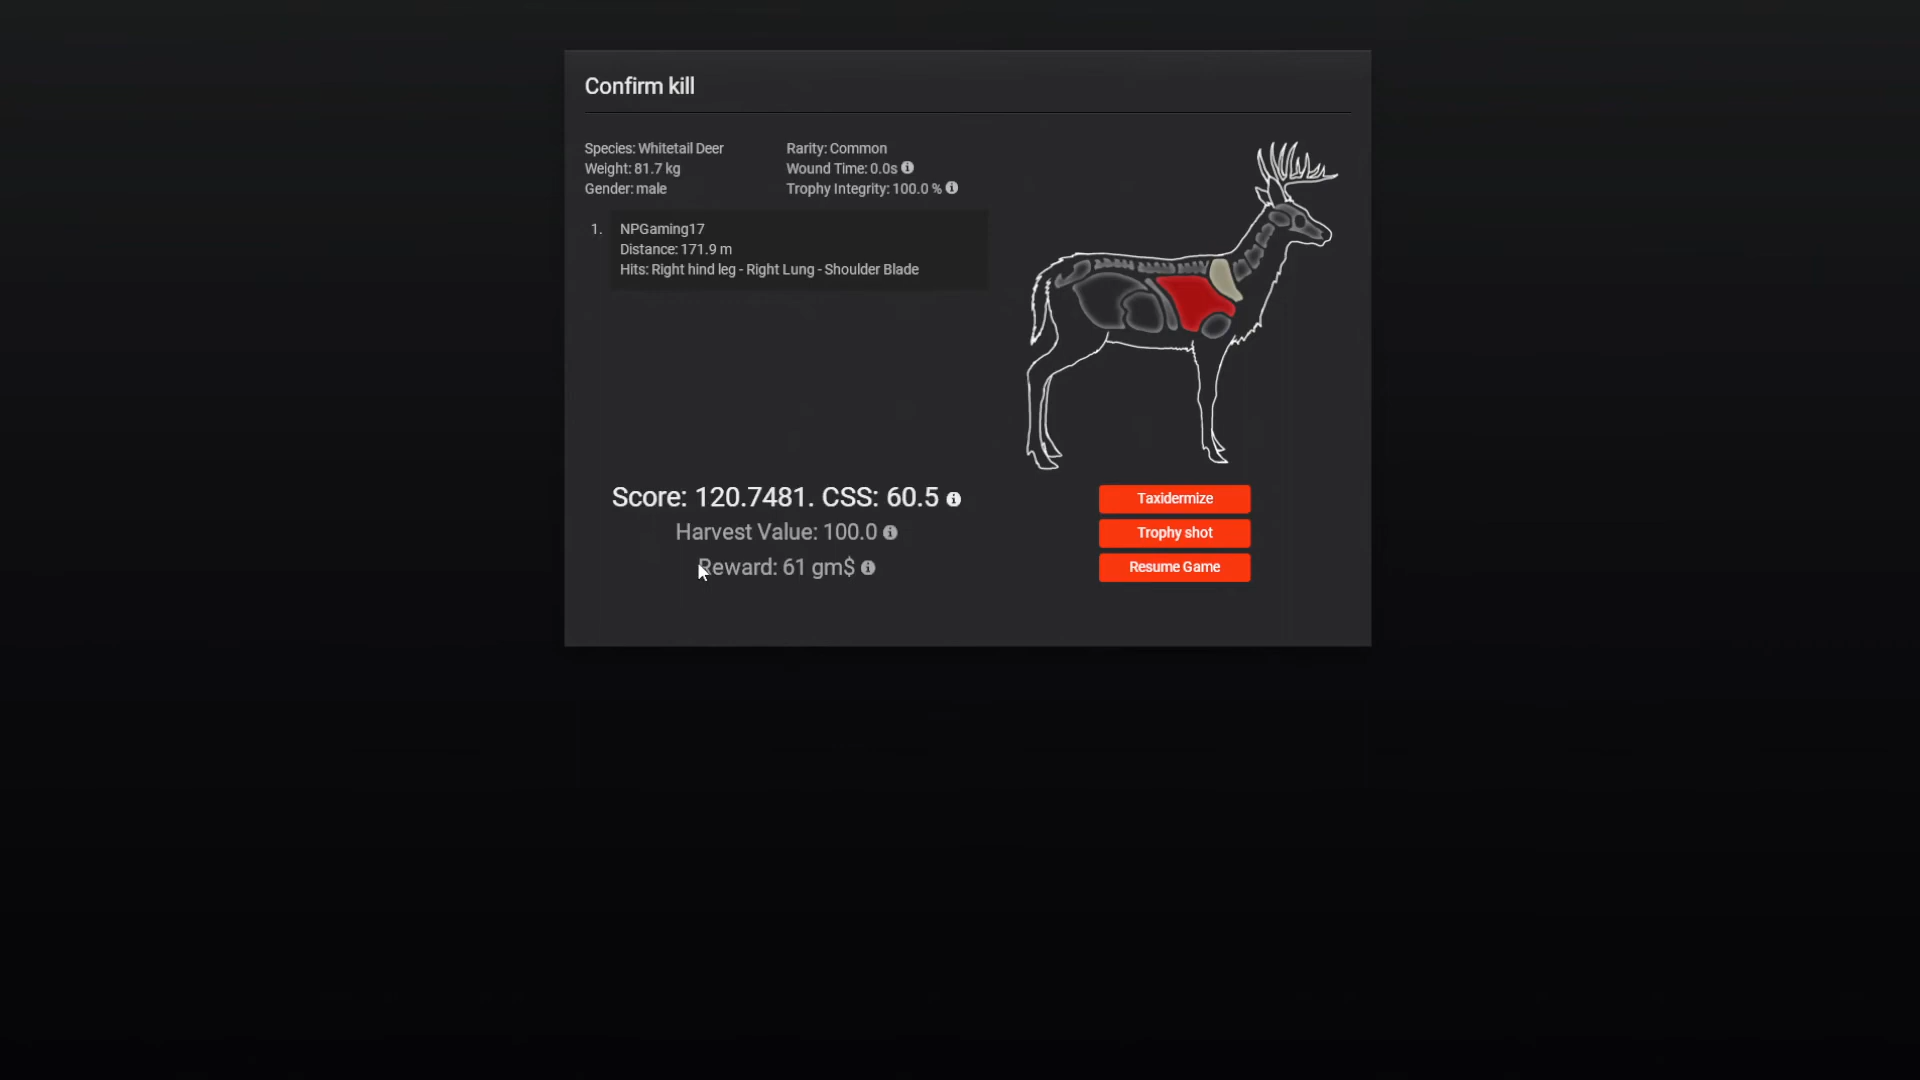 Confirm kill
Species: Whitetail Deer
Weight: 81.7 kg
Gender: male
Rarity: Common
Wound Time: 0.0s
Trophy Integrity: 100.0 %
1.
NPGaming17
Distance: 171.9 m
Hits: Right hind leg - Right Lung - Shoulder Blade
Score: 120.7481. CSS: 60.5
Harvest Value: 100.0
Reward: 61 gm$
Taxidermize
Trophy shot
Resume Game